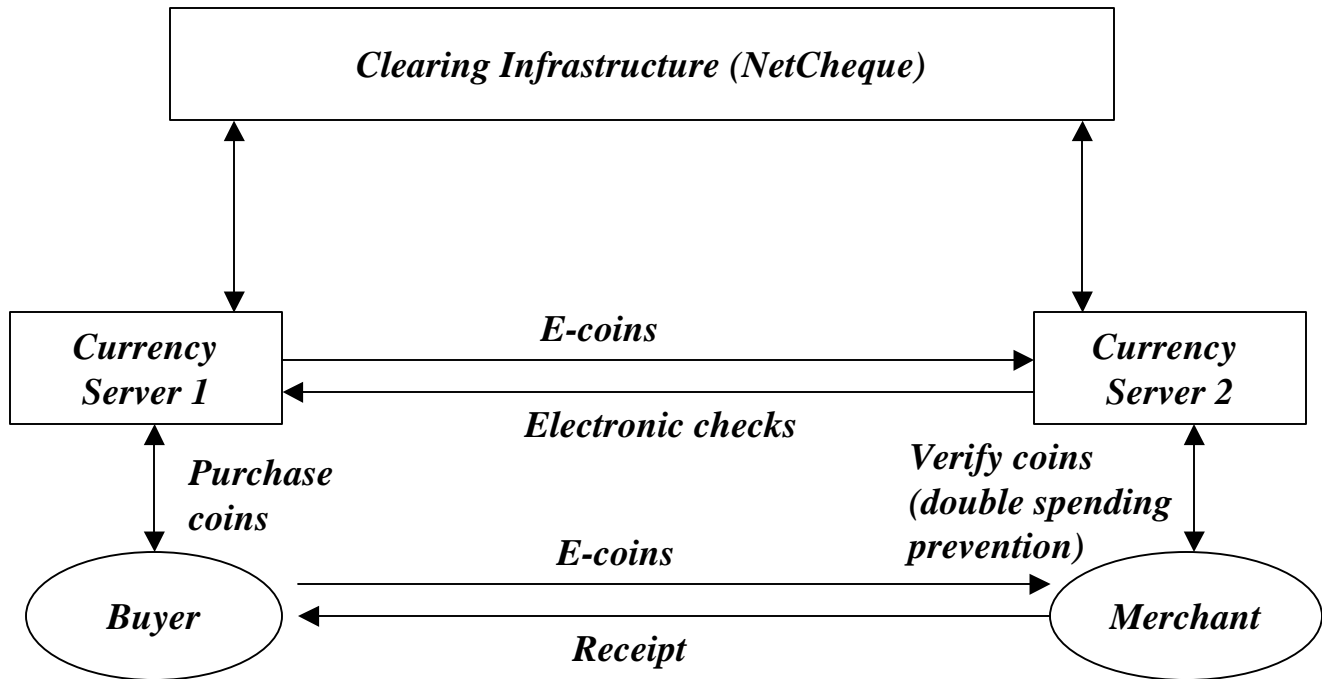 Clearing Infrastructure (NetCheque)
E-coins
Currency
Server 1
Currency
Server 2
Electronic checks
Purchase
coins
Verify coins
(double spending
prevention)
E-coins
Buyer
Merchant
Receipt